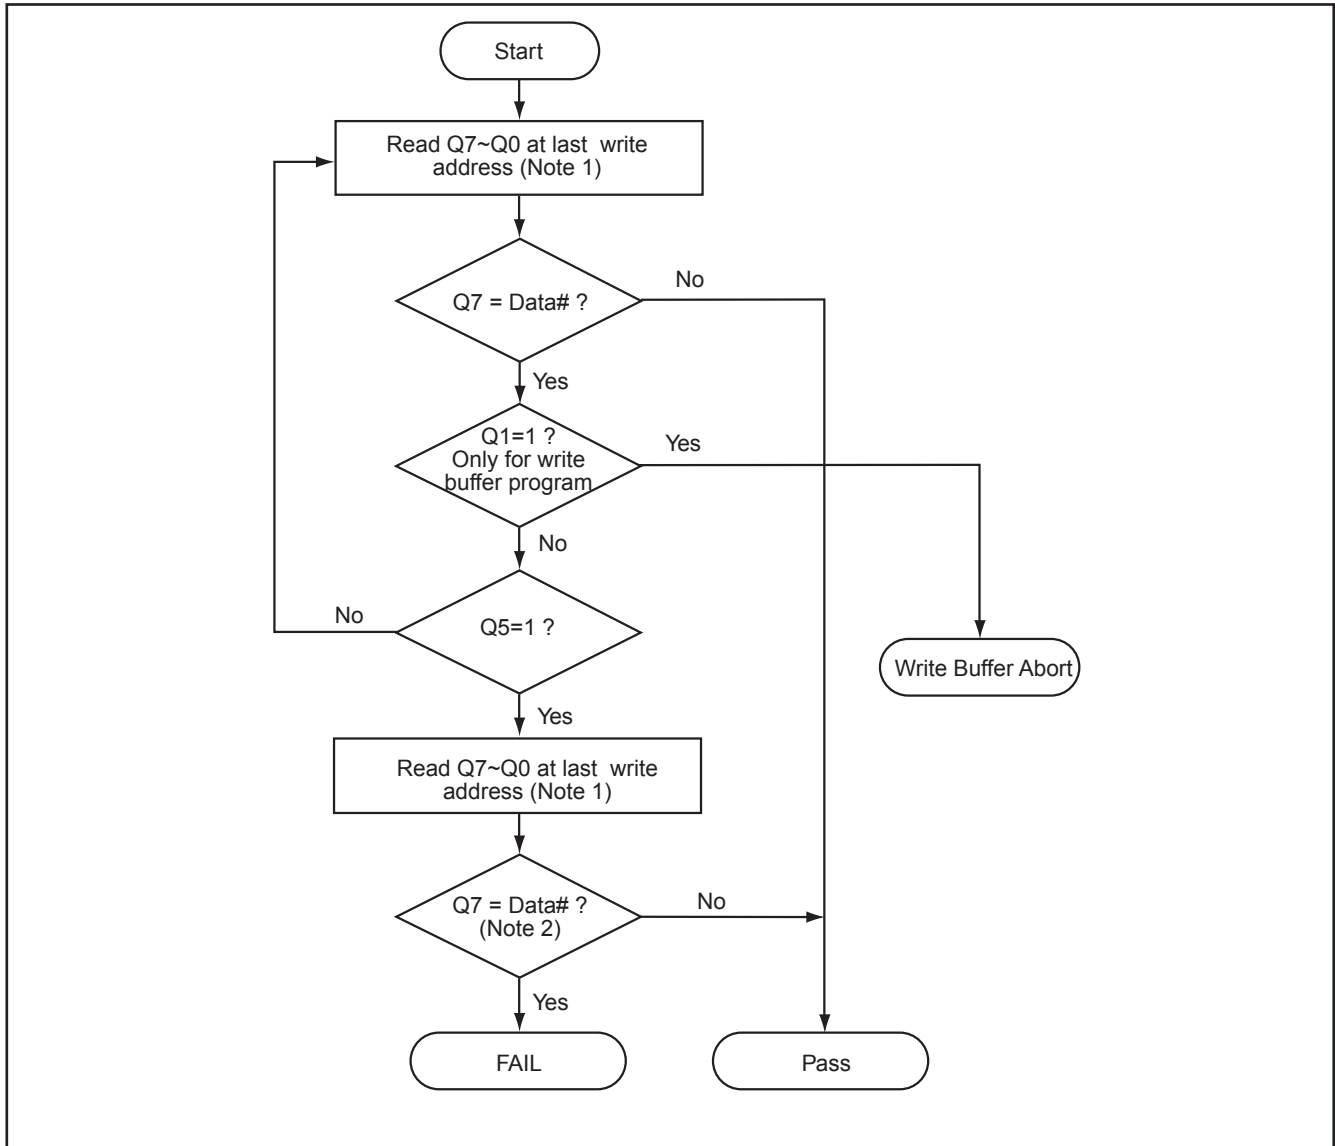 Start
Read Q7~Q0 at last  write
address (Note 1)
Q7 = Data# ?
No
Yes
Q1=1 ?
Only for write
buffer program
Yes
No
Q5=1 ?
No
Write Buffer Abort
Yes
Read Q7~Q0 at last  write
address (Note 1)
Q7 = Data# ?
(Note 2)
No
Yes
FAIL
Pass